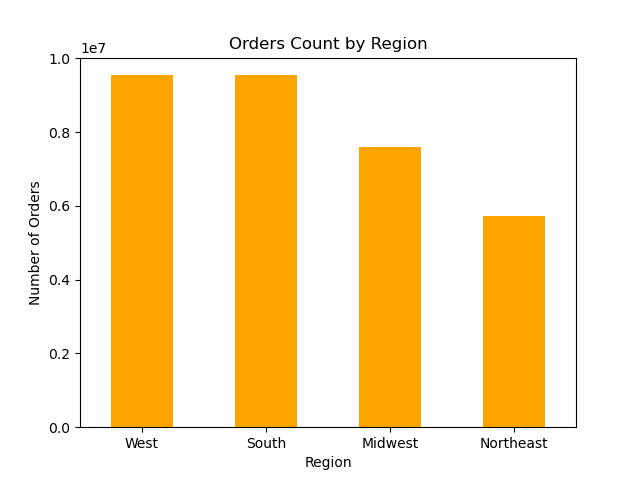 Orders Count by Region
1e7
1.0
0.8
0.6
0.4
0.2
0.0
Number of Orders
West South Midwest Northeast
Region